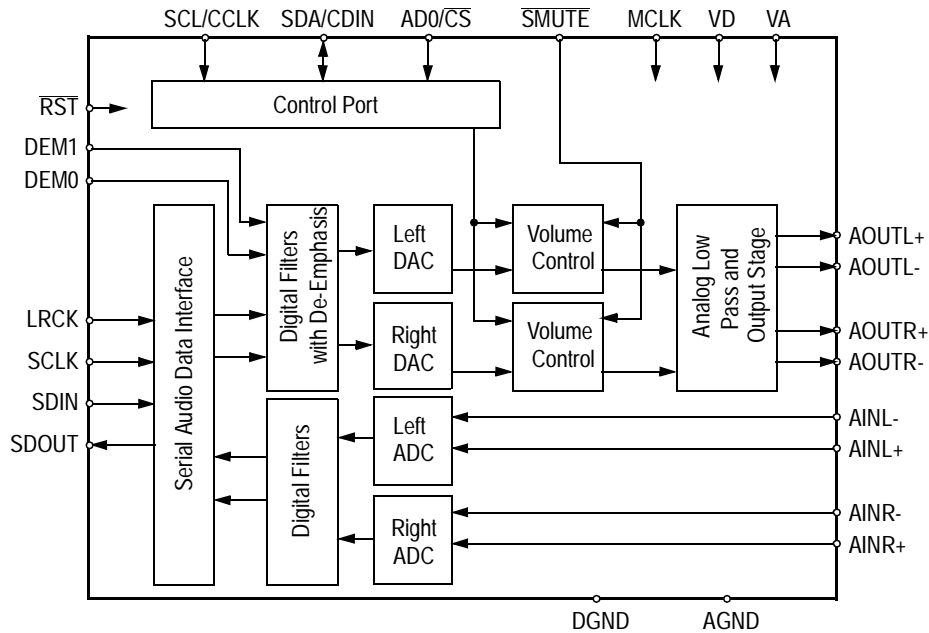 SCL/CCLK SDA/CDIN AD0/CS SMUTE MCLK VD VA
RST
Control Port
DEM1
DEM0
Serial Audio Data Interface
Digital Filters
with De-Emphasis
Left
DAC
Volume
Control
Analog Low
Pass and
Output Stage
AOUTL+
AOUTL-
LRCK
Right
DAC
Volume
Control
AOUTR+
AOUTR-
SCLK
SDIN
SDOUT
Digital Filters
Left
ADC
AINL-
AINL+
Right
ADC
AINR-
AINR+
DGND AGND